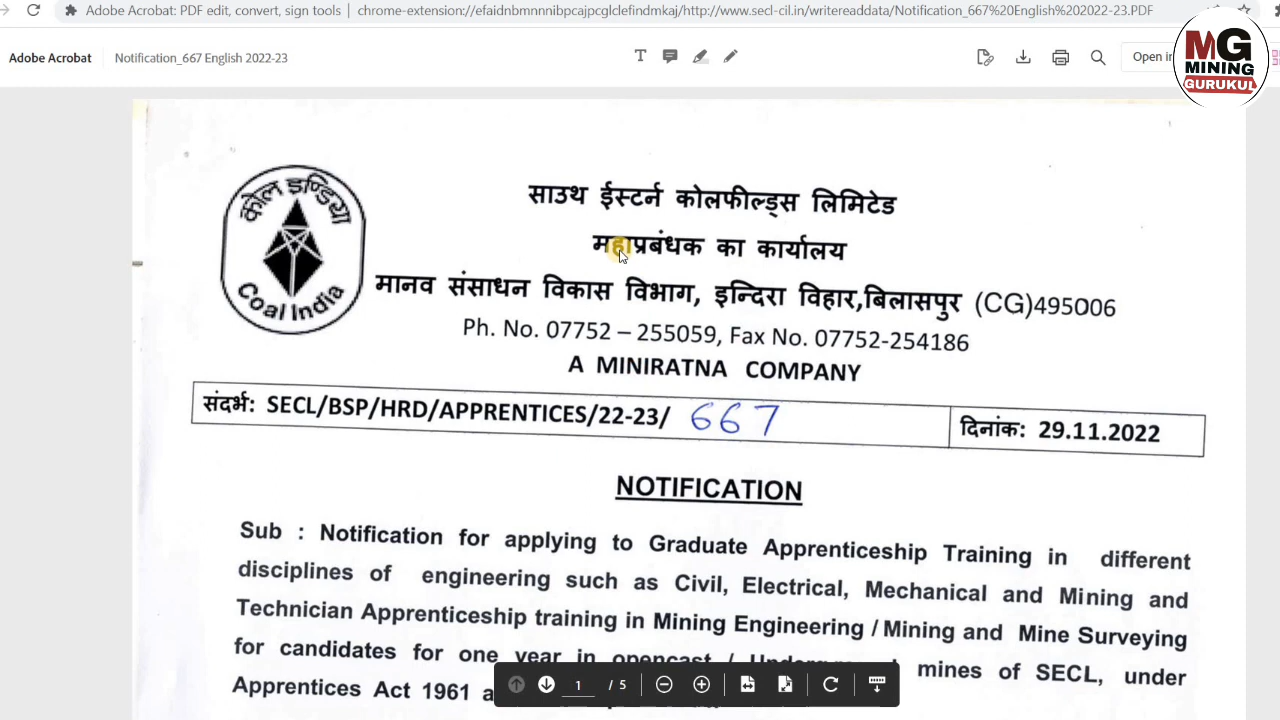 Adobe Acrobat: PDF edit, convert, sign tools | chrome-extension://efaidnbmnnnibpcajpcglclefindmkaj/http://www.secl-cil.in/writereaddata/Notification_667%20English%202022-23.PDF
Adobe Acrobat Notification_667 English 2022-23
Open in
MG
MINING
GURUKUL
कोल इण्डिया
Coal India
साउथ ईस्टर्न कोलफील्ड्स लिमिटेड
महाप्रबंधक का कार्यालय
मानव संसाधन विकास विभाग, इन्दिरा विहार,बिलासपुर (CG)495006
Ph. No. 07752 – 255059, Fax No. 07752-254186
A MINIRATNA COMPANY
संदर्भ: SECL/BSP/HRD/APPRENTICES/22-23/ 667 दिनांक: 29.11.2022
NOTIFICATION
Sub : Notification for applying to Graduate Apprenticeship Training in different
disciplines of engineering such as Civil, Electrical, Mechanical and Mining and
Technician Apprenticeship training in Mining Engineering / Mining and Mine Surveying
for candidates for one year in opencast / mines of SECL, under
Apprentices Act 1961
1 / 5